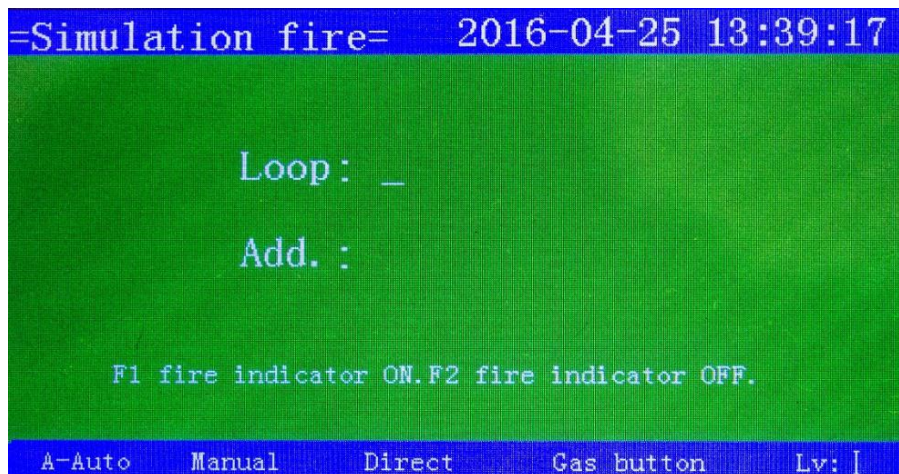 =Simulation fire= 2016-04-25 13:39:17
Loop: _
Add.:
F1 fire indicator ON.F2 fire indicator OFF.
A-Auto Manual Direct Gas button Lv: I